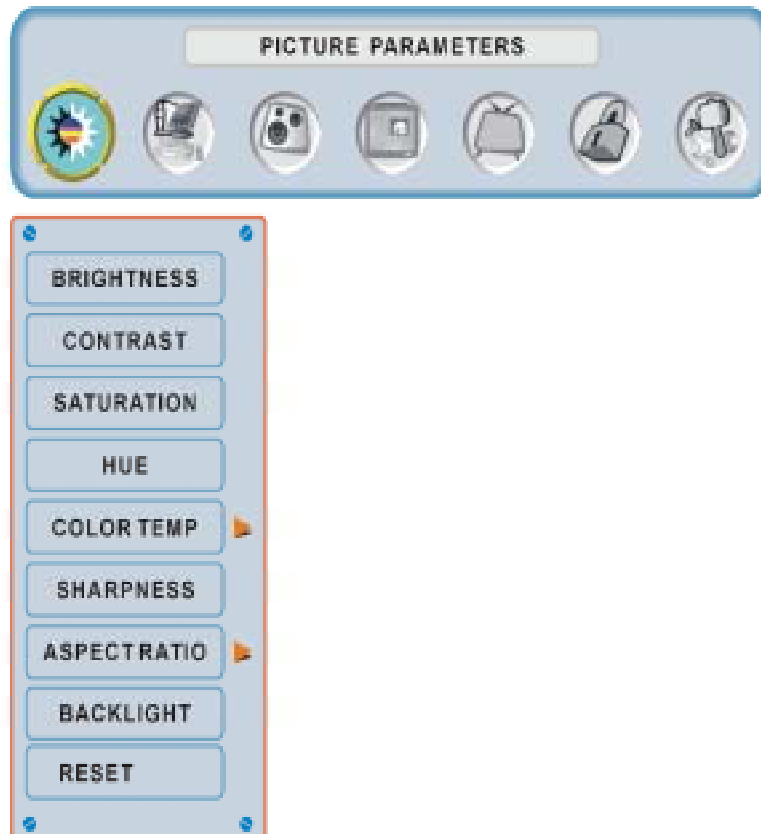 PICTURE PARAMETERS
BRIGHTNESS
CONTRAST
SATURATION
HUE
COLOR TEMP
SHARPNESS
ASPECT RATIO
BACKLIGHT
RESET